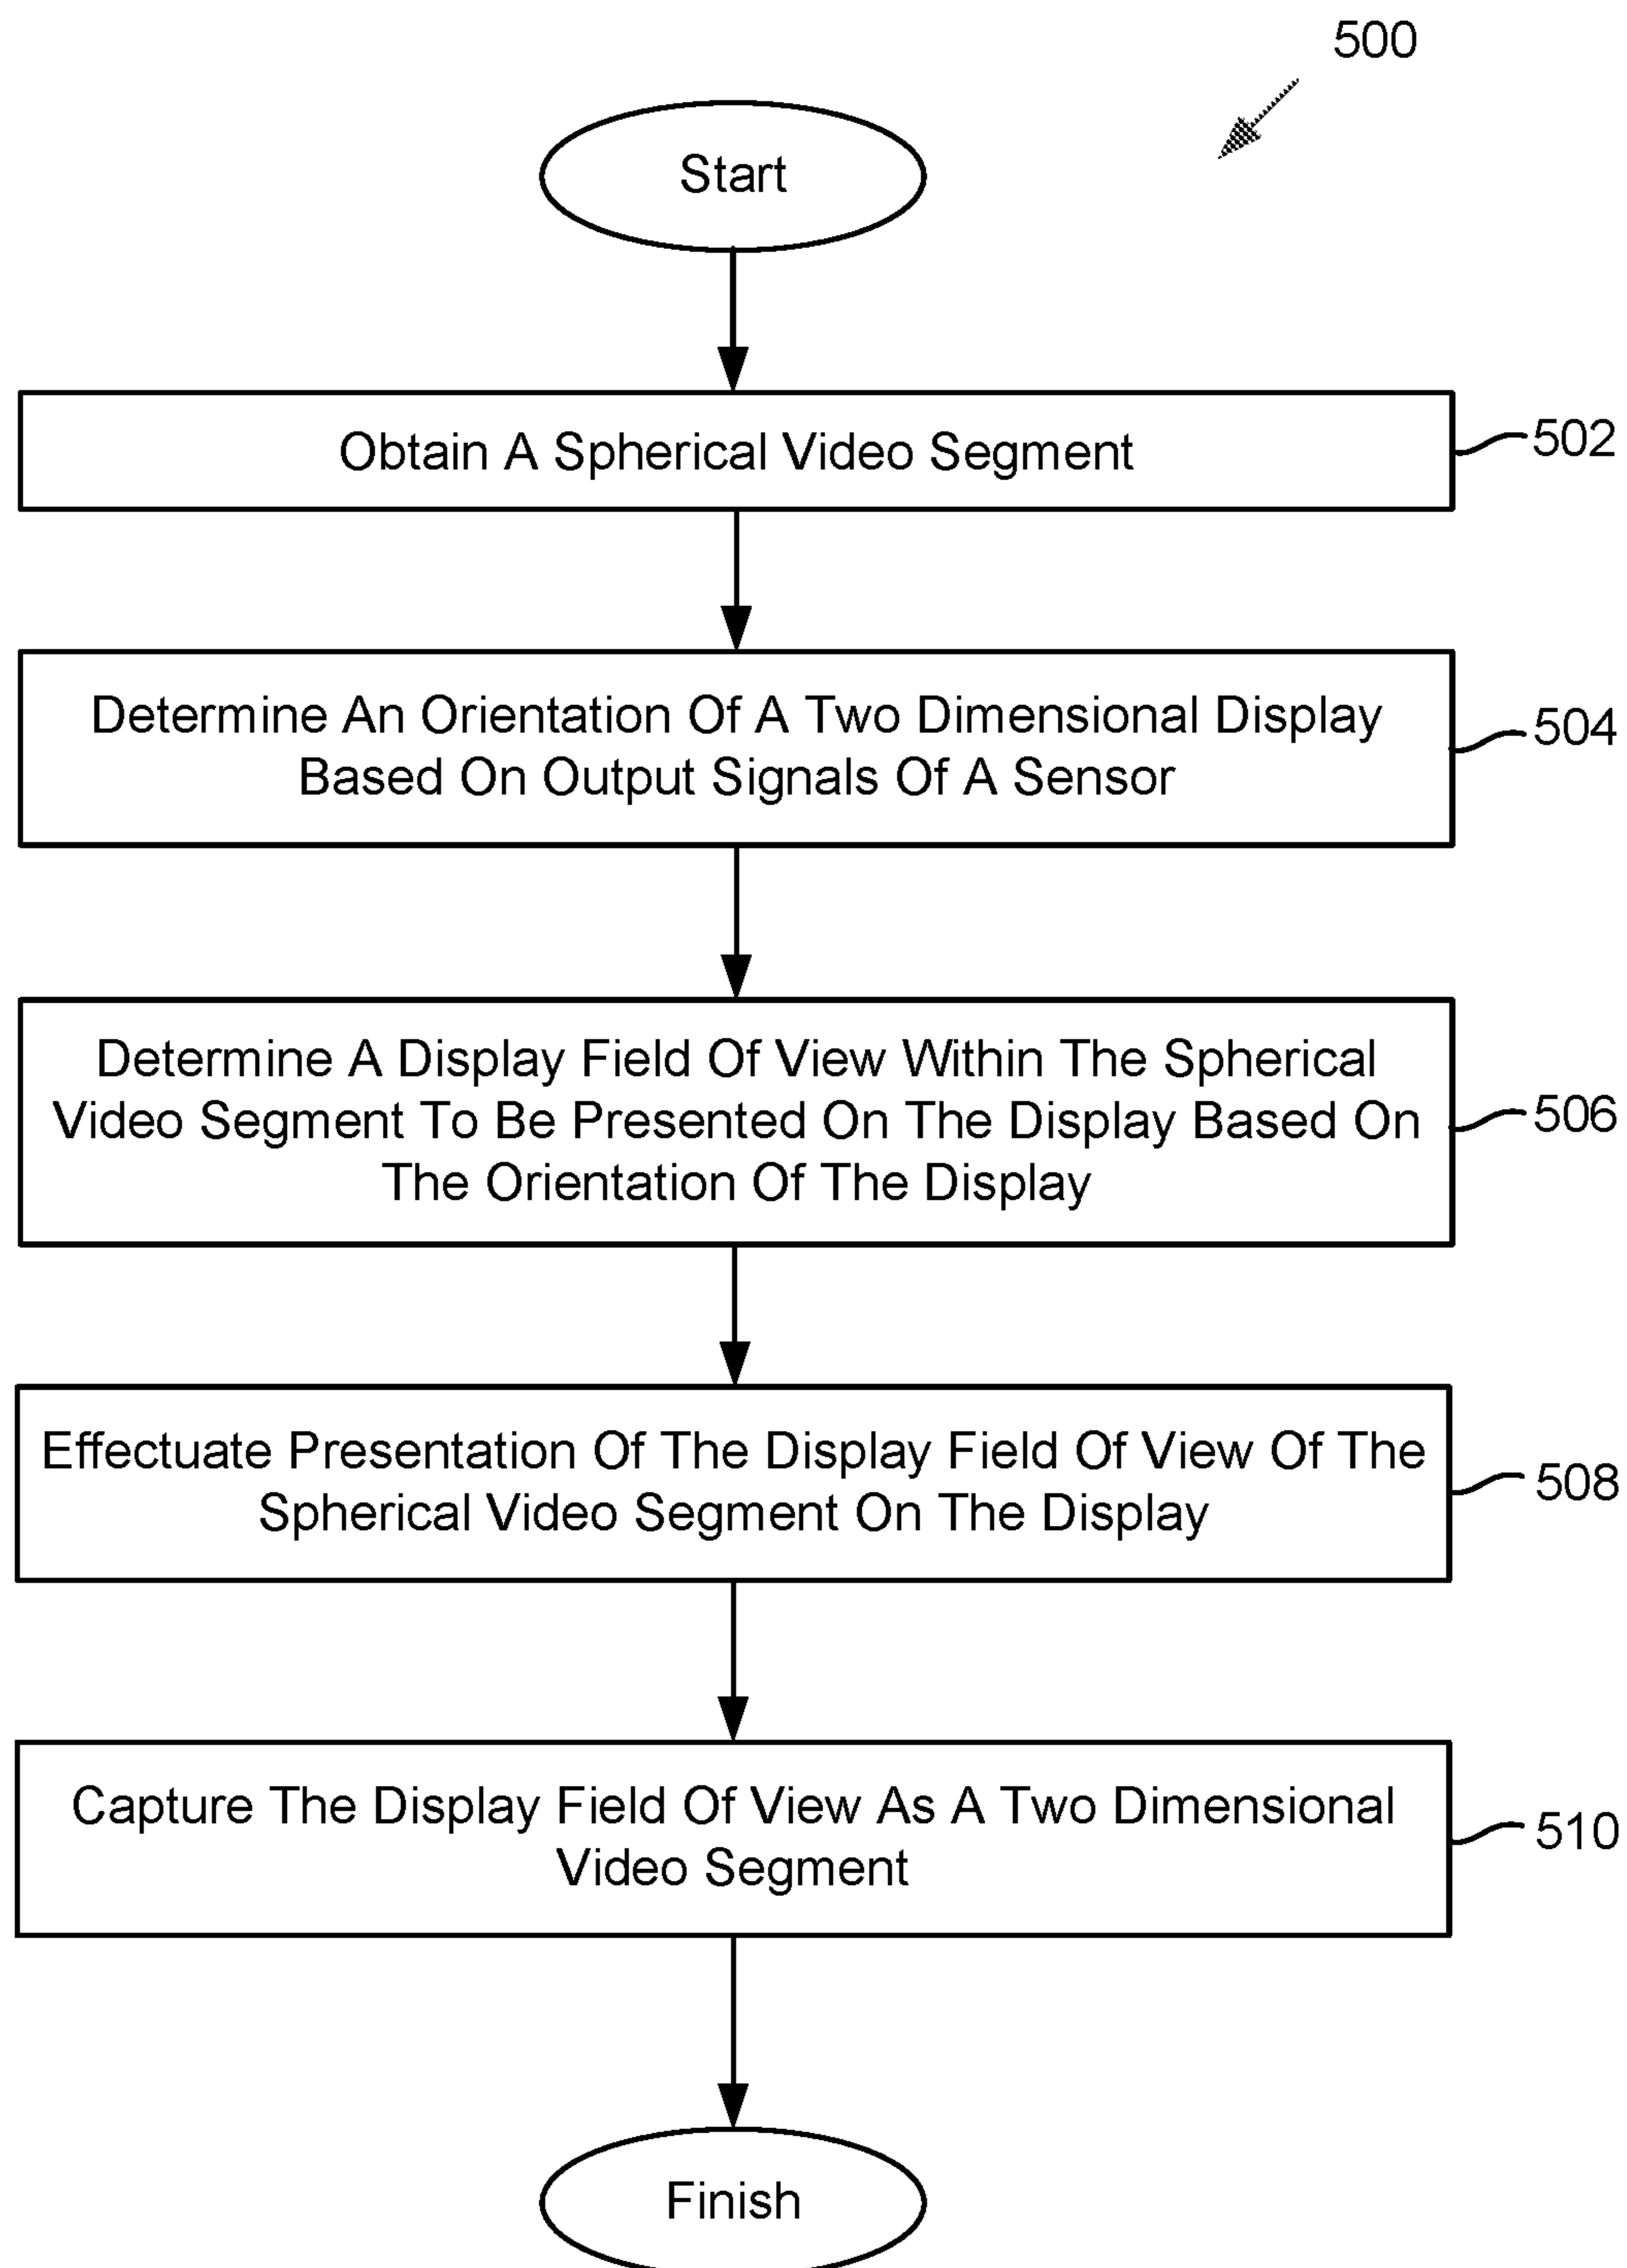 500
Start
Obtain A Spherical Video Segment
502
Determine An Orientation Of A Two Dimensional Display
Based On Output Signals Of A Sensor
504
Determine A Display Field Of View Within The Spherical
Video Segment To Be Presented On The Display Based On
The Orientation Of The Display
506
Effectuate Presentation Of The Display Field Of View Of The
Spherical Video Segment On The Display
508
Capture The Display Field Of View As A Two Dimensional
Video Segment
510
Finish